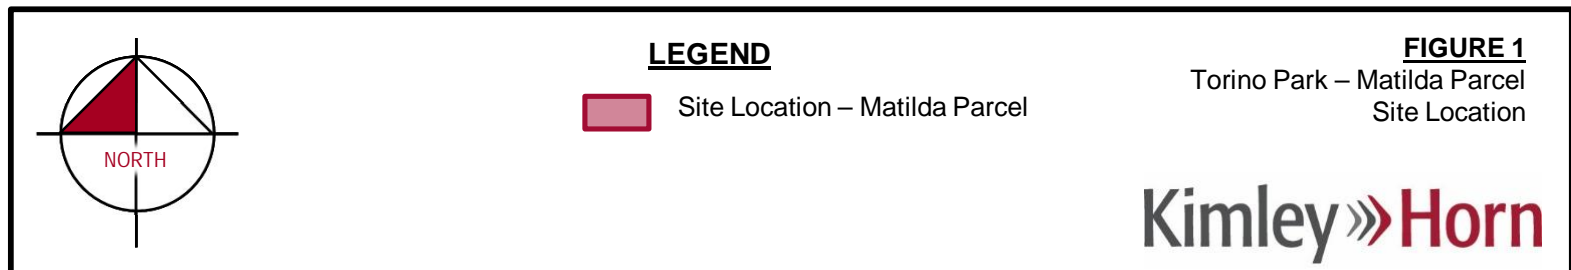 NORTH
LEGEND
Site Location – Matilda Parcel
FIGURE 1
Torino Park – Matilda Parcel
Site Location
Kimley»Horn